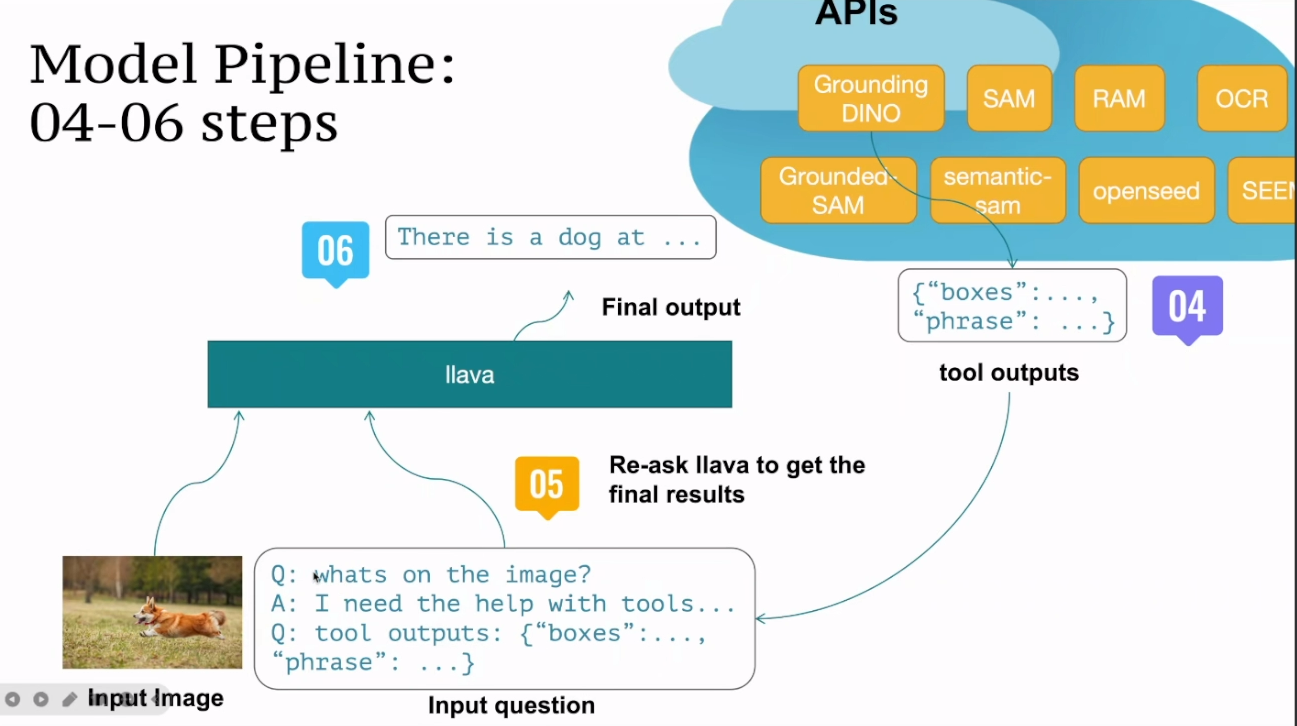 Model Pipeline:
04-06 steps
APIs
Grounding
DINO
SAM
RAM
OCR
Grounded-
SAM
semantic-
sam
openseed
SEEM
06
There is a dog at ...
Final output
{“boxes”:...,
“phrase”: ...}
04
tool outputs
llava
05
Re-ask llava to get the
final results
Q: whats on the image?
A: I need the help with tools...
Q: tool outputs: {“boxes”:...,
“phrase”: ...}
Input Image
Input question